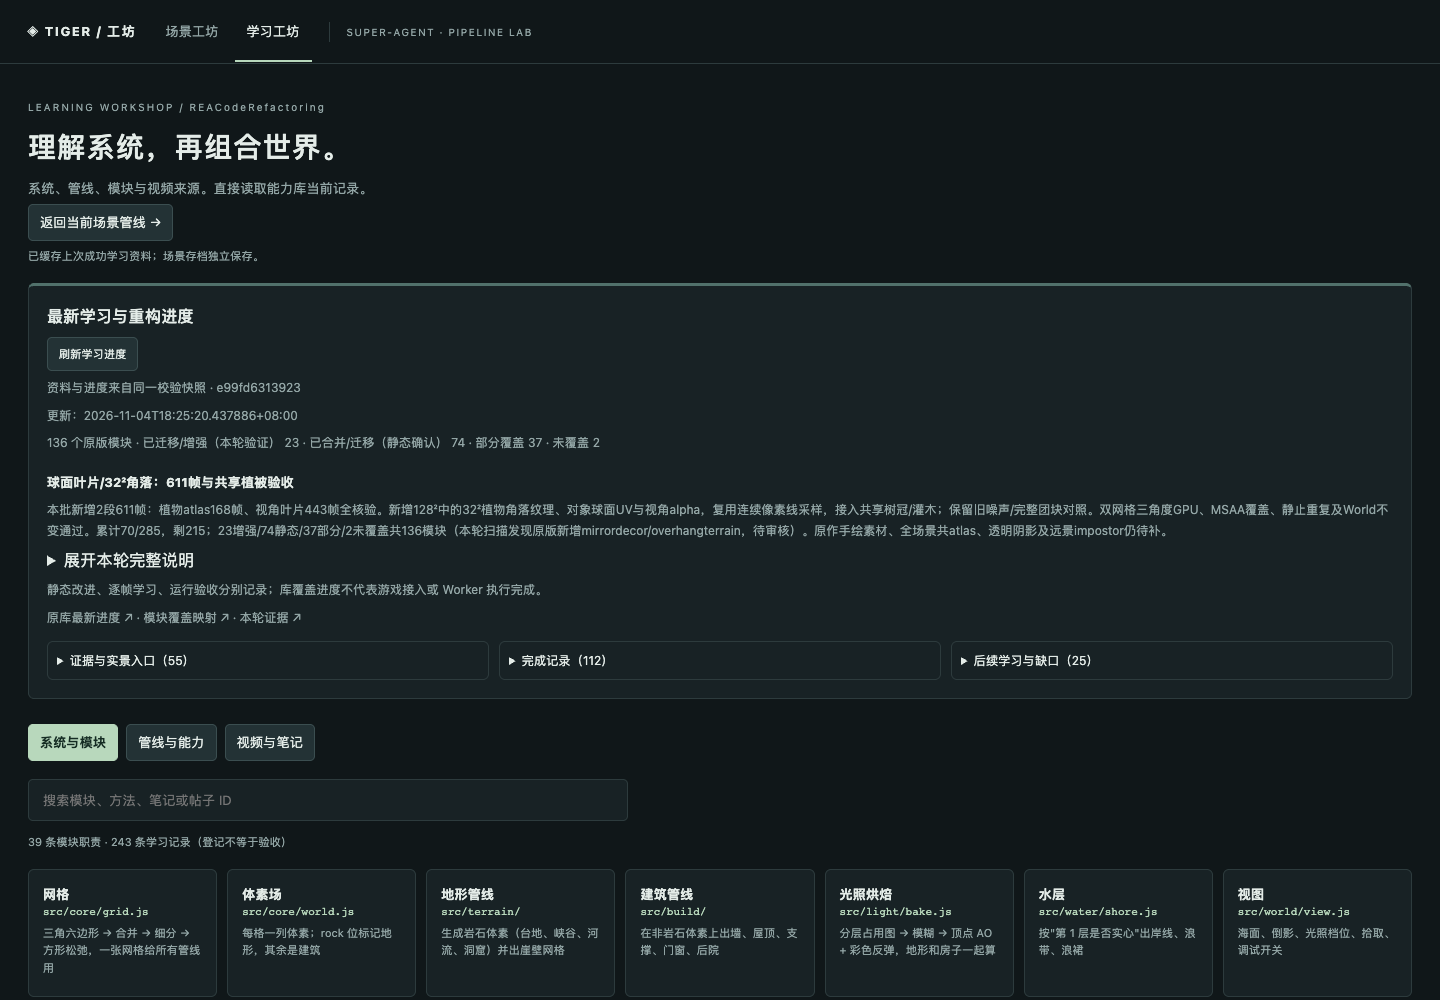 ◈ TIGER / 工坊
场景工坊
学习工坊
SUPER-AGENT · PIPELINE LAB
LEARNING WORKSHOP / REACodeRefactoring
理解系统，再组合世界。
系统、管线、模块与视频来源。直接读取能力库当前记录。
返回当前场景管线 →
已缓存上次成功学习资料；场景存档独立保存。
最新学习与重构进度
刷新学习进度
资料与进度来自同一校验快照 · e99fd6313923
更新：2026-11-04T18:25:20.437886+08:00
136 个原版模块 · 已迁移/增强（本轮验证） 23 · 已合并/迁移（静态确认） 74 · 部分覆盖 37 · 未覆盖 2
球面叶片/32²角落：611帧与共享植被验收
本批新增2段611帧：植物atlas168帧、视角叶片443帧全核验。新增128²中的32²植物角落纹理、对象球面UV与视角alpha，复用连续像素线采样，接入共享树冠/灌木；保留旧噪声/完整团块对照。双网格三角度GPU、MSAA覆盖、静止重复及World不
变通过。累计70/285，剩215；23增强/74静态/37部分/2未覆盖共136模块（本轮扫描发现原版新增mirrordecor/overhangterrain，待审核）。原作手绘素材、全场景共atlas、透明阴影及远景impostor仍待补。
▶ 展开本轮完整说明
静态改进、逐帧学习、运行验收分别记录；库覆盖进度不代表游戏接入或 Worker 执行完成。
原库最新进度 ↗ · 模块覆盖映射 ↗ · 本轮证据 ↗
▶ 证据与实景入口（55）
▶ 完成记录（112）
▶ 后续学习与缺口（25）
系统与模块
管线与能力
视频与笔记
搜索模块、方法、笔记或帖子 ID
39 条模块职责 · 243 条学习记录（登记不等于验收）
网格
src/core/grid.js
三角六边形 → 合并 → 细分 →
方形松弛，一张网格给所有管线
用
体素场
src/core/world.js
每格一列体素；rock 位标记地
形，其余是建筑
地形管线
src/terrain/
生成岩石体素（台地、峡谷、河
流、洞窟）并出崖壁网格
建筑管线
src/build/
在非岩石体素上出墙、屋顶、支
撑、门窗、后院
光照烘焙
src/light/bake.js
分层占用图 → 模糊 → 顶点 AO
+ 彩色反弹，地形和房子一起算
水层
src/water/shore.js
按"第 1 层是否实心"出岸线、浪
带、浪裙
视图
src/world/view.js
海面、倒影、光照档位、拾取、
调试开关